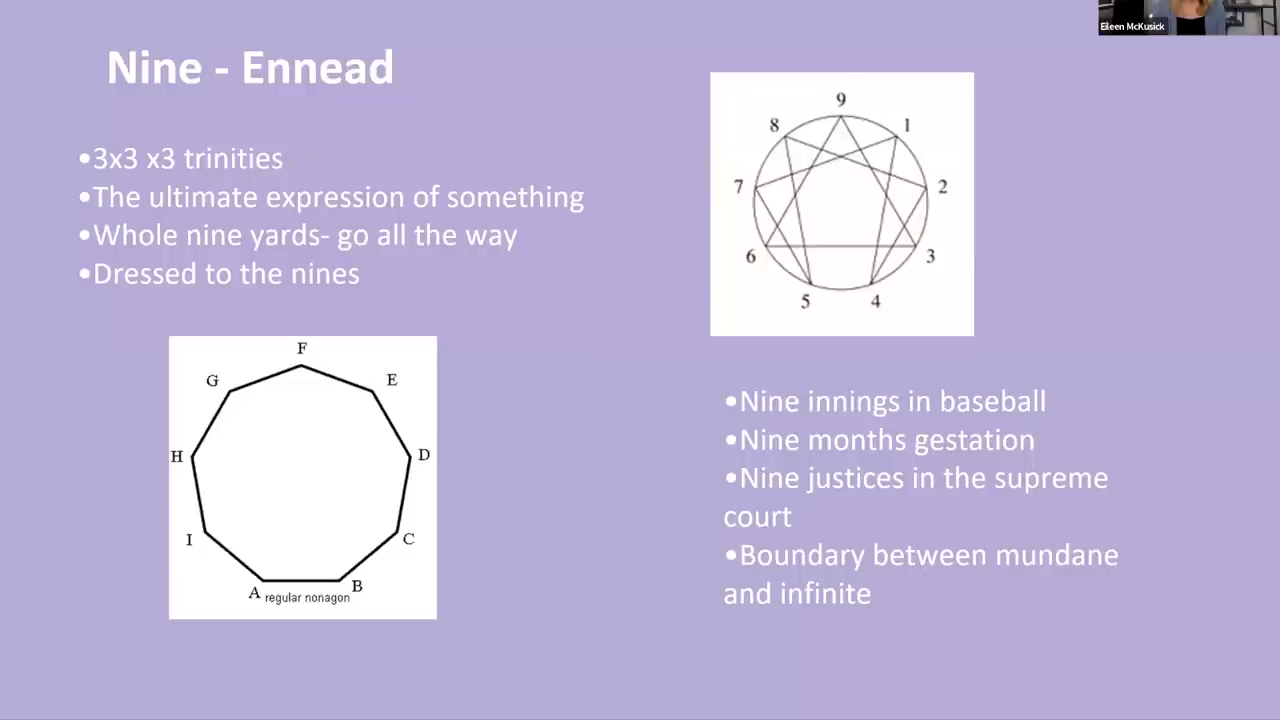 Eileen McKusick
Nine - Ennead
•3x3 x3 trinities
•The ultimate expression of something
•Whole nine yards- go all the way
•Dressed to the nines
9
8
1
7
2
6
3
5
4
F
G
E
H
D
I
C
A
B
regular nonagon
•Nine innings in baseball
•Nine months gestation
•Nine justices in the supreme
court
•Boundary between mundane
and infinite